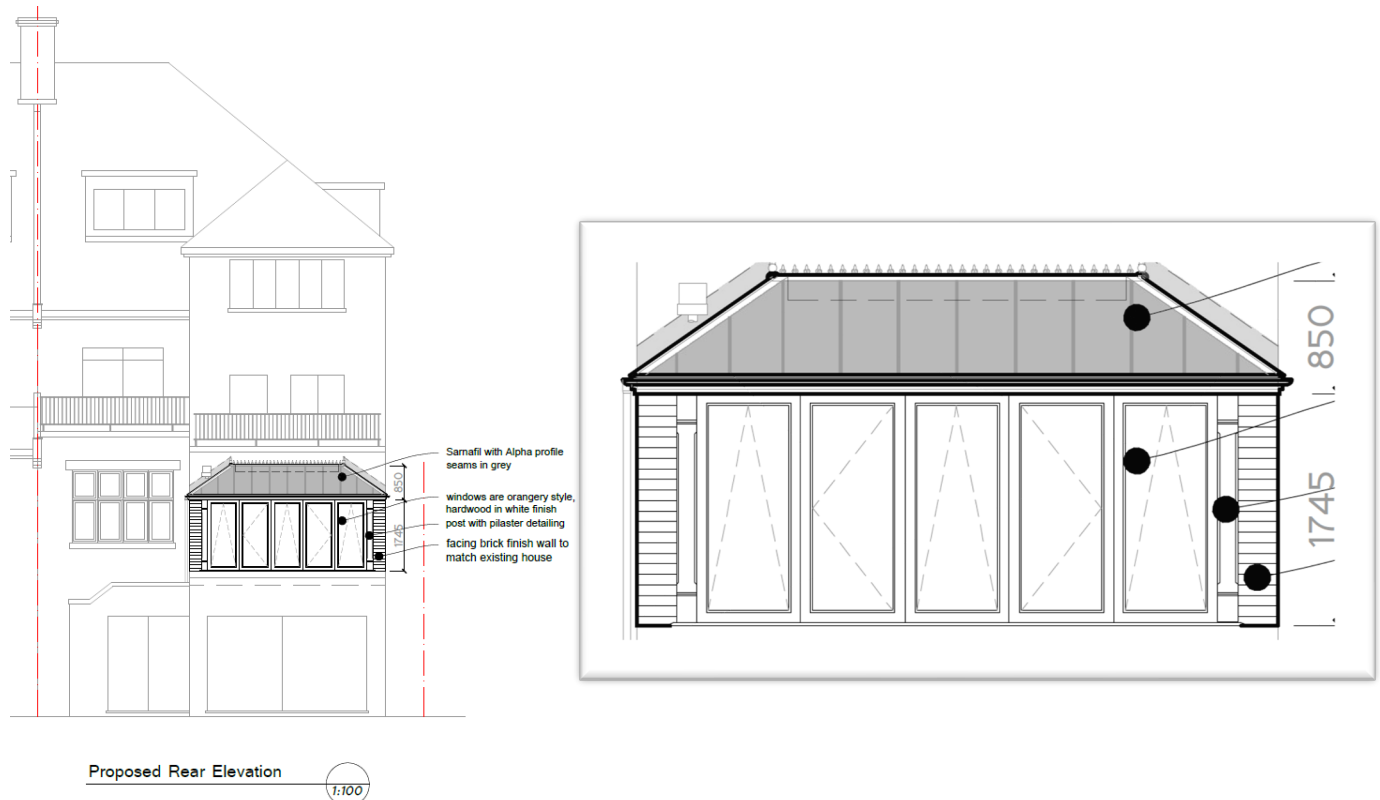 Sarnafil with Alpha profile
seams in grey
windows are orangery style,
hardwood in white finish
post with pilaster detailing
facing brick finish wall to
match existing house
850
1745
850
1745
Proposed Rear Elevation
1:100